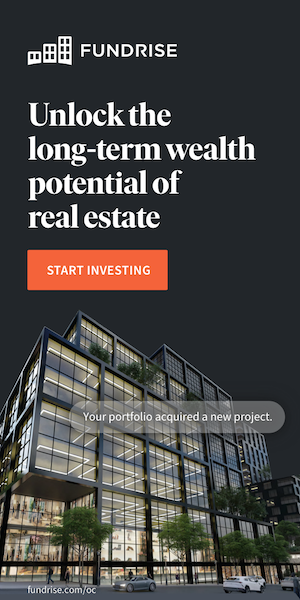 FUNDRISE
Unlock the
long-term wealth
potential of
real estate
START INVESTING
Your portfolio acquired a new project.
fundrise.com/oc